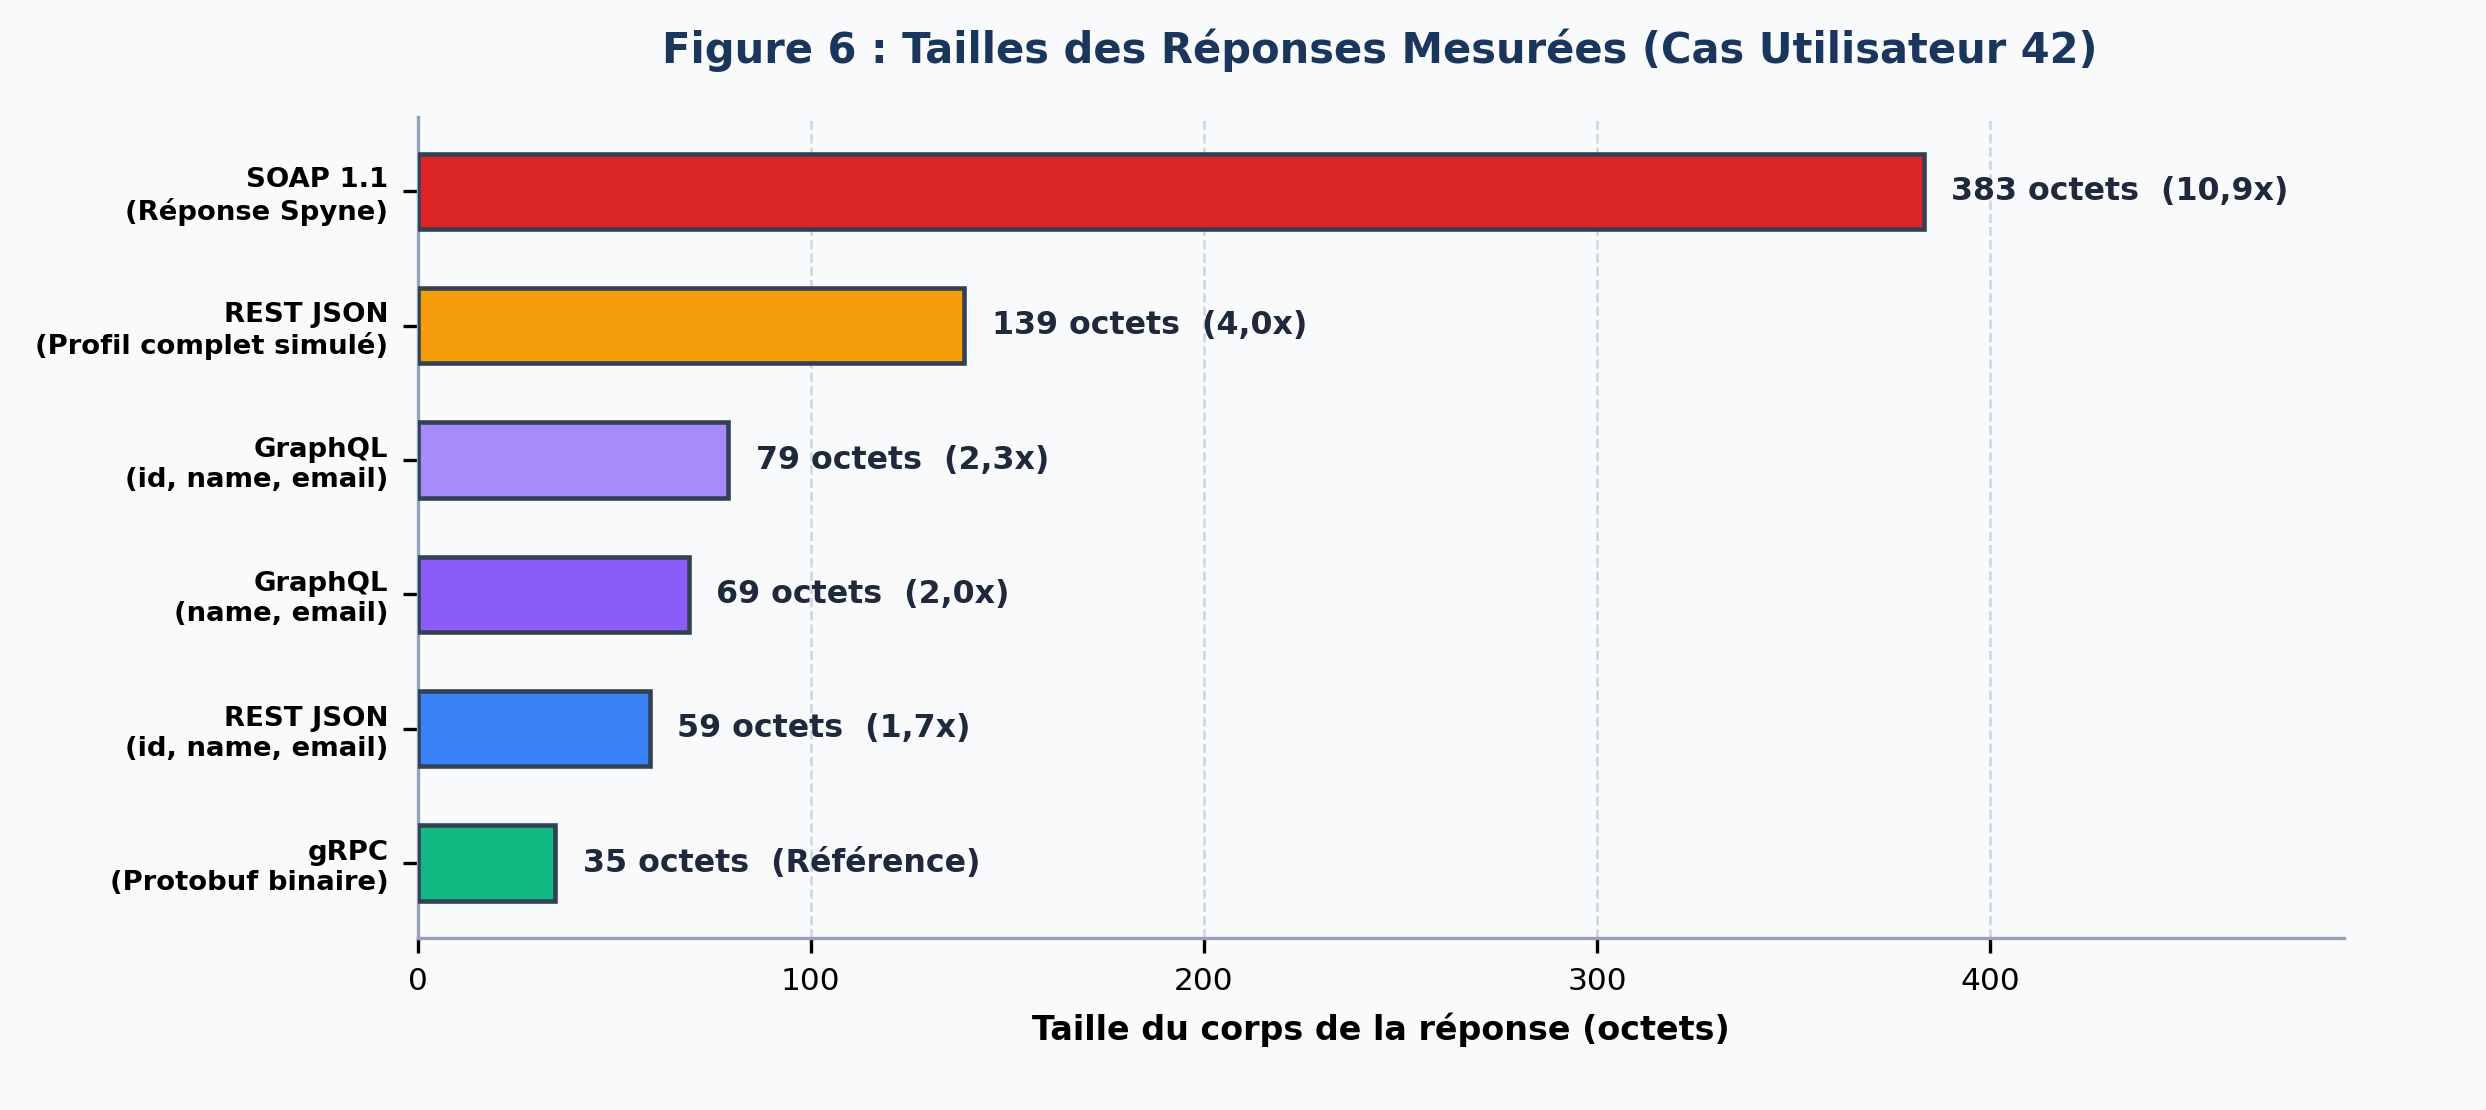 Figure 6 : Tailles des Réponses Mesurées (Cas Utilisateur 42)
SOAP 1.1
(Réponse Spyne)
383 octets (10,9x)
REST JSON
(Profil complet simulé)
139 octets (4,0x)
GraphQL
(id, name, email)
79 octets (2,3x)
GraphQL
(name, email)
69 octets (2,0x)
REST JSON
(id, name, email)
59 octets (1,7x)
gRPC
(Protobuf binaire)
35 octets (Référence)
0 100 200 300 400
Taille du corps de la réponse (octets)